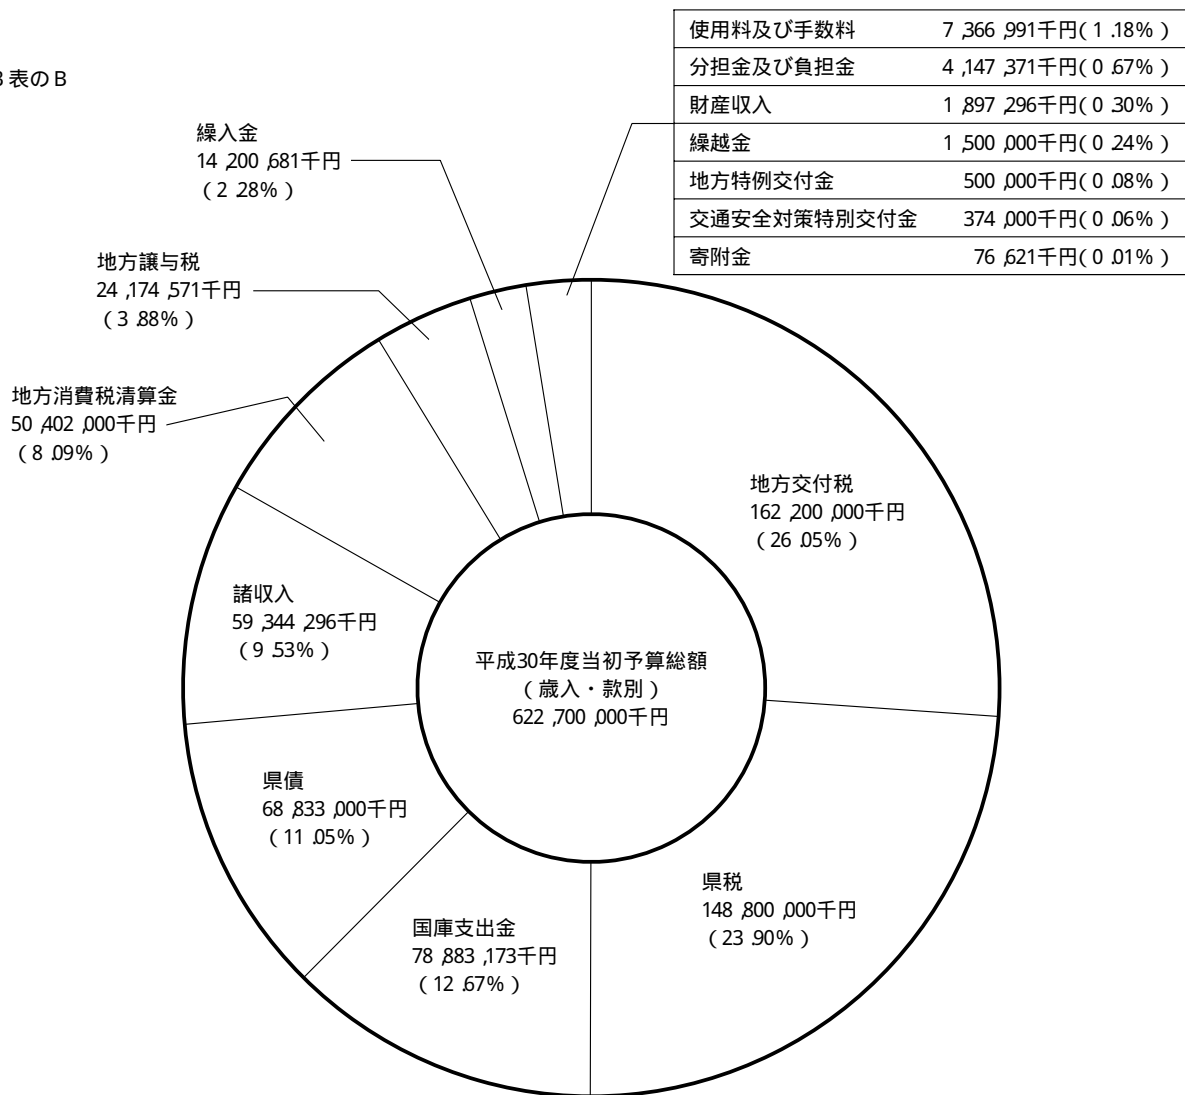 3表のB
使用料及び手数料 7,366,991千円(1.18%)
分担金及び負担金 4,147,371千円(0.67%)
財産収入 1,897,296千円(0.30%)
繰越金 1,500,000千円(0.24%)
地方特例交付金 500,000千円(0.08%)
交通安全対策特別交付金 374,000千円(0.06%)
寄附金 76,621千円(0.01%)
繰入金
14,200,681千円
(2.28%)
地方譲与税
24,174,571千円
(3.88%)
地方消費税清算金
50,402,000千円
(8.09%)
諸収入
59,344,296千円
(9.53%)
県債
68,833,000千円
(11.05%)
国庫支出金
78,883,173千円
(12.67%)
県税
148,800,000千円
(23.90%)
地方交付税
162,200,000千円
(26.05%)
平成30年度当初予算総額
(歳入・款別)
622,700,000千円